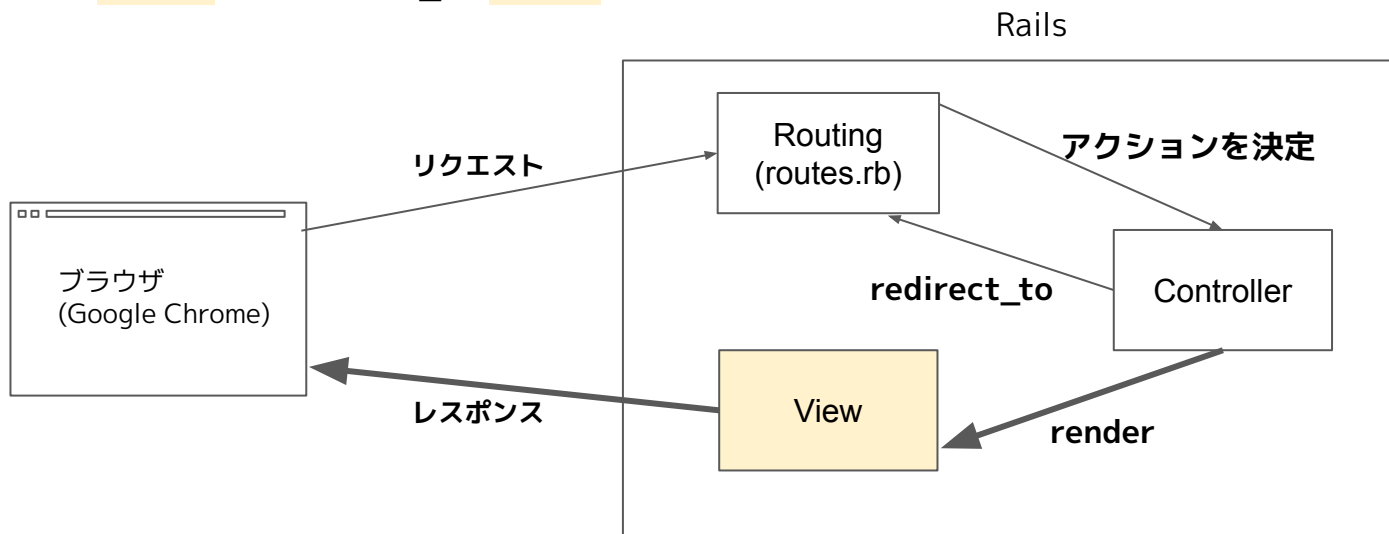 Rails
Routing
(routes.rb)
アクションを決定
リクエスト
ブラウザ
(Google Chrome)
redirect_to
Controller
View
レスポンス
render